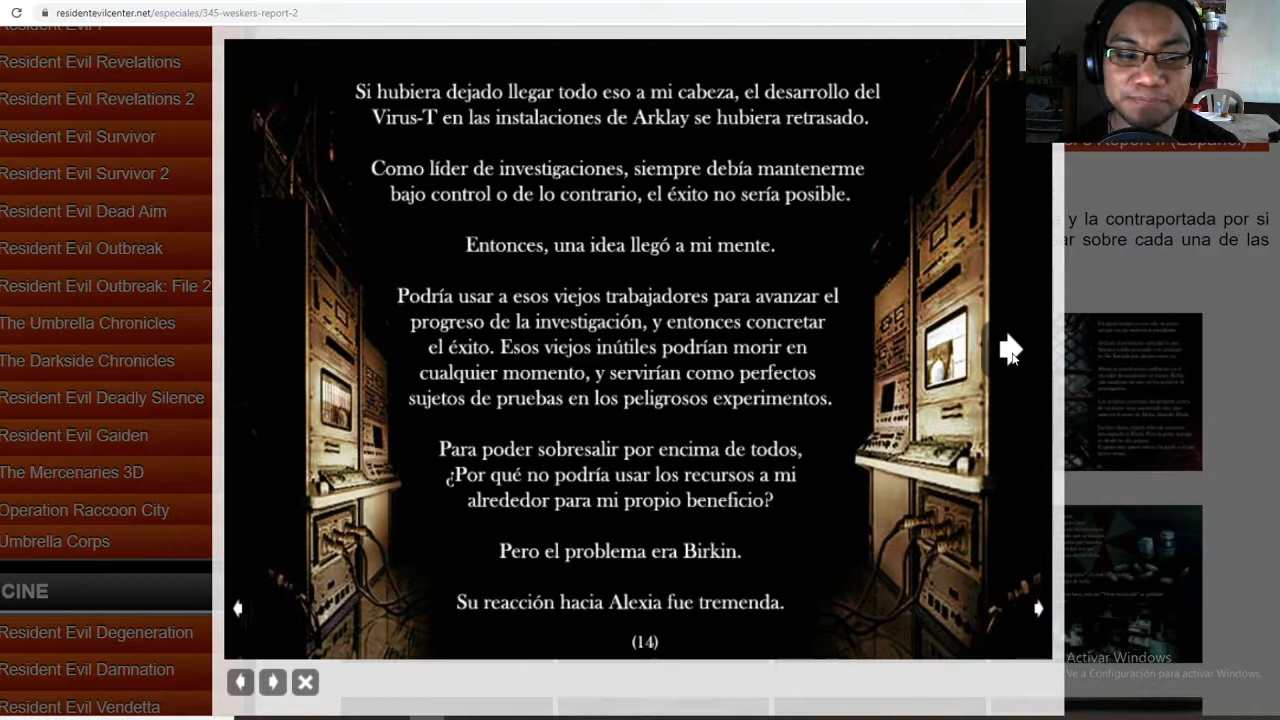 residentevilcenter.net/especiales/345-weskers-report-2
Resident Evil Revelations
Resident Evil Revelations 2
Resident Evil Survivor
Resident Evil Survivor 2
Resident Evil Dead Aim
Resident Evil Outbreak
Resident Evil Outbreak: File 2
The Umbrella Chronicles
The Darkside Chronicles
Resident Evil Deadly Silence
Resident Evil Gaiden
The Mercenaries 3D
Operation Raccoon City
Umbrella Corps
CINE
Resident Evil Degeneration
Resident Evil Damnation
Resident Evil Vendetta
Si hubiera dejado llegar todo eso a mi cabeza, el desarrollo del
Virus-T en las instalaciones de Arklay se hubiera retrasado.
Como líder de investigaciones, siempre debía mantenerme
bajo control o de lo contrario, el éxito no sería posible.
Entonces, una idea llegó a mi mente.
Podría usar a esos viejos trabajadores para avanzar el
progreso de la investigación, y entonces concretar
el éxito. Esos viejos inútiles podrían morir en
cualquier momento, y servirían como perfectos
sujetos de pruebas en los peligrosos experimentos.
Para poder sobresalir por encima de todos,
¿Por qué no podría usar los recursos a mi
alrededor para mi propio beneficio?
Pero el problema era Birkin.
Su reacción hacia Alexia fue tremenda.
(14)
y la contraportada por si
sobre cada una de las
Activar Windows
Ve a Configuración para activar Windows.